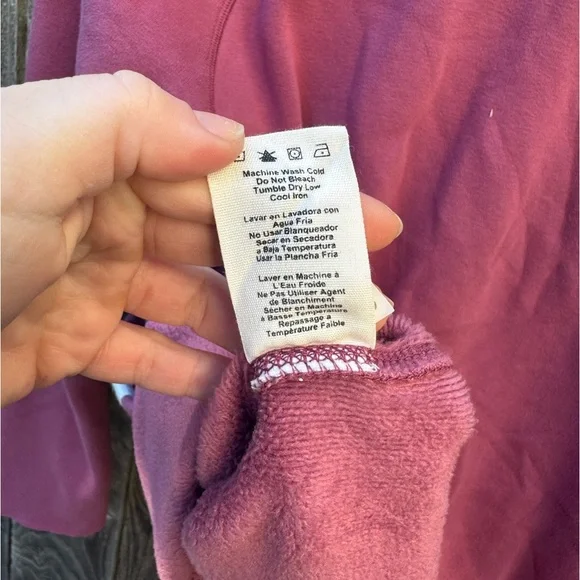 Machine Wash Cold
Do Not Bleach
Tumble Dry Low
Cool Iron
Lavar en Lavadora con
Agua Fria
No Usar Blanqueador
Secar en Secadora
a Baja Temperatura
Usar la Plancha Fria
Laver en Machine à
L'Eau Froide
Ne Pas Utiliser Agent
de Blanchiment
Sécher en Machine
à Basse Température
Repassage a
Température Faible